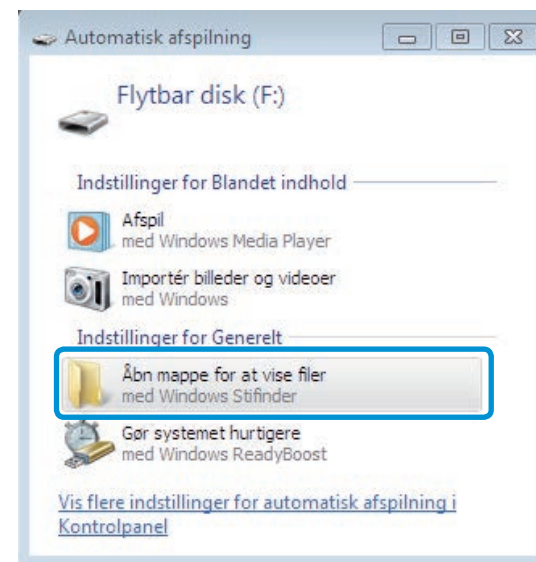 Automatisk afspilning
Flytbar disk (F:)
Indstillinger for Blandet indhold
Afspil
med Windows Media Player
Importér billeder og videoer
med Windows
Indstillinger for Generelt
Åbn mappe for at vise filer
med Windows Stifinder
Gør systemet hurtigere
med Windows ReadyBoost
Vis flere indstillinger for automatisk afspilning i
Kontrolpanel